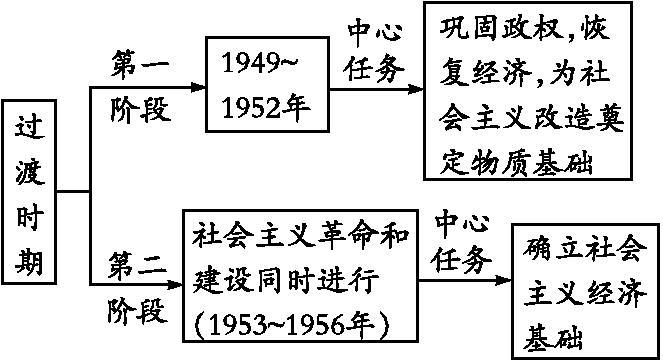 过
渡
时
期
第一
阶段
1949~
1952年
中心
任务
巩固政权,恢
复经济,为社
会主义改造奠
定物质基础
第二
阶段
社会主义革命和
建设同时进行
(1953~1956年)
中心
任务
确立社会
主义经济
基础